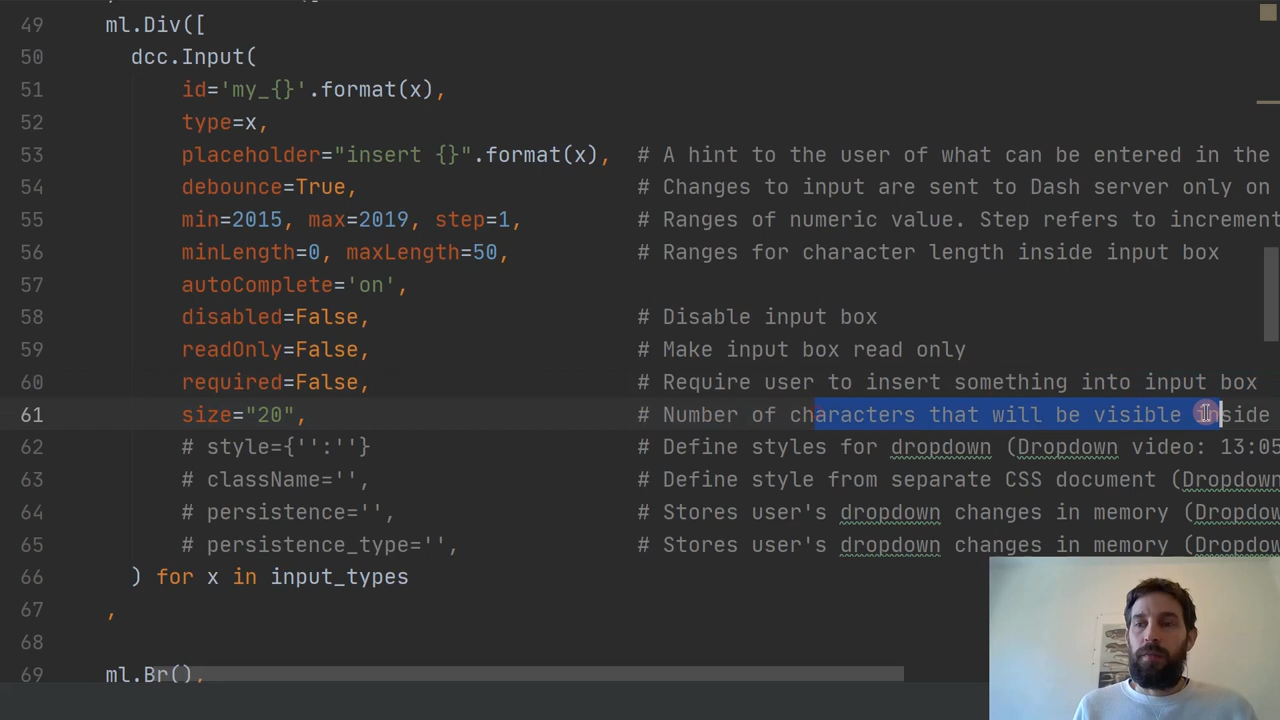 49 ml.Div([
50 dcc.Input(
51 id='my_{}'.format(x),
52 type=x,
53 placeholder="insert {}".format(x), # A hint to the user of what can be entered in the
54 debounce=True, # Changes to input are sent to Dash server only on
55 min=2015, max=2019, step=1, # Ranges of numeric value. Step refers to increment
56 minLength=0, maxLength=50, # Ranges for character length inside input box
57 autoComplete='on',
58 disabled=False, # Disable input box
59 readOnly=False, # Make input box read only
60 required=False, # Require user to insert something into input box
61 size="20", # Number of characters that will be visible inside
62 # style={'':''} # Define styles for dropdown (Dropdown video: 13:05
63 # className='', # Define style from separate CSS document (Dropdown
64 # persistence='', # Stores user's dropdown changes in memory (Dropdow
65 # persistence_type='', # Stores user's dropdown changes in memory (Dropdow
66 ) for x in input_types
67 ,
68
69 ml.Br(),